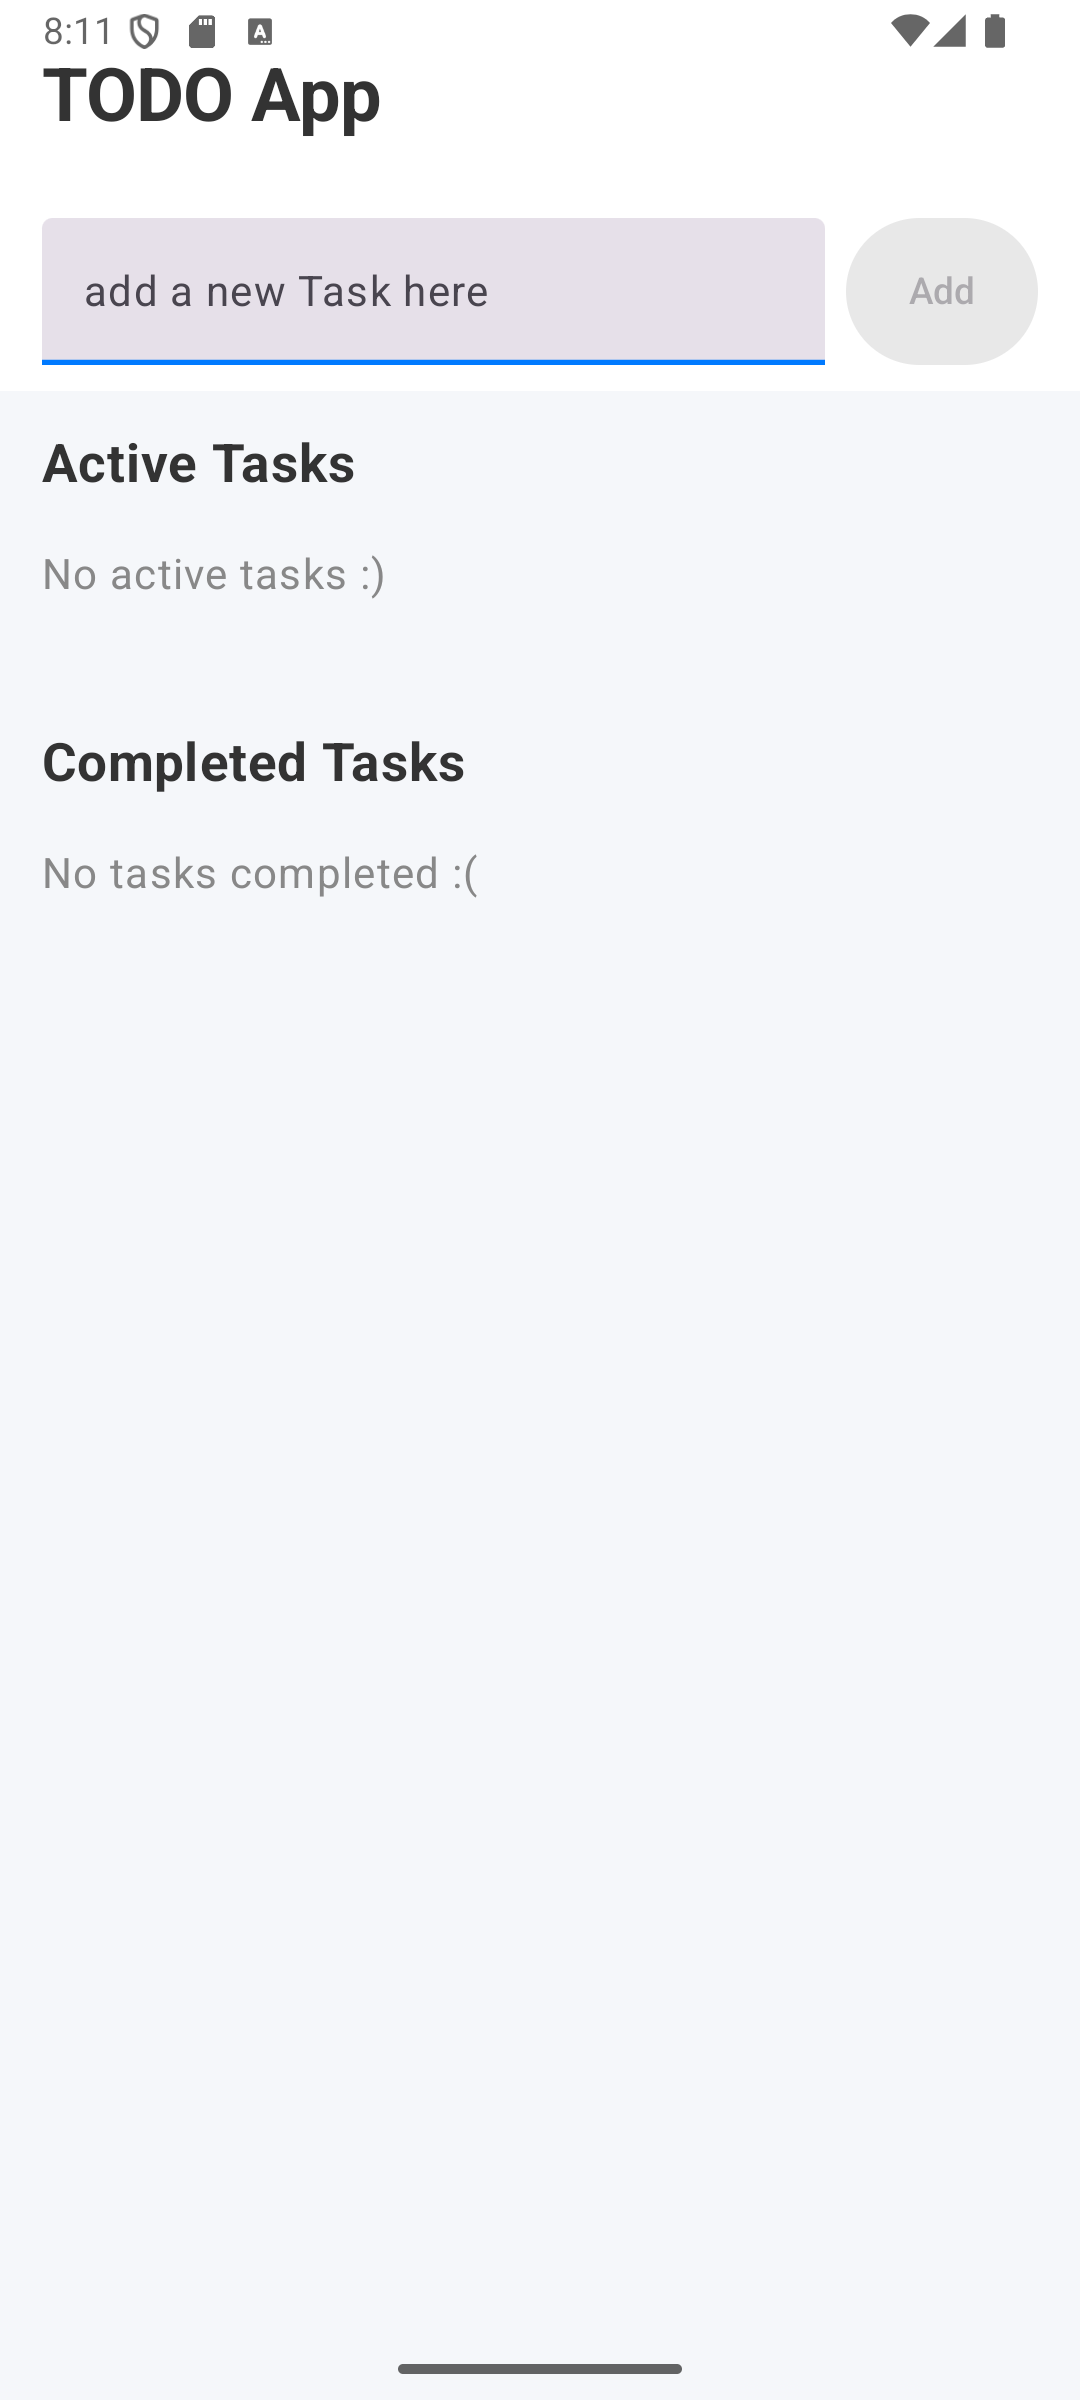 8:11
TODO App
add a new Task here
Add
Active Tasks
No active tasks :)
Completed Tasks
No tasks completed :(